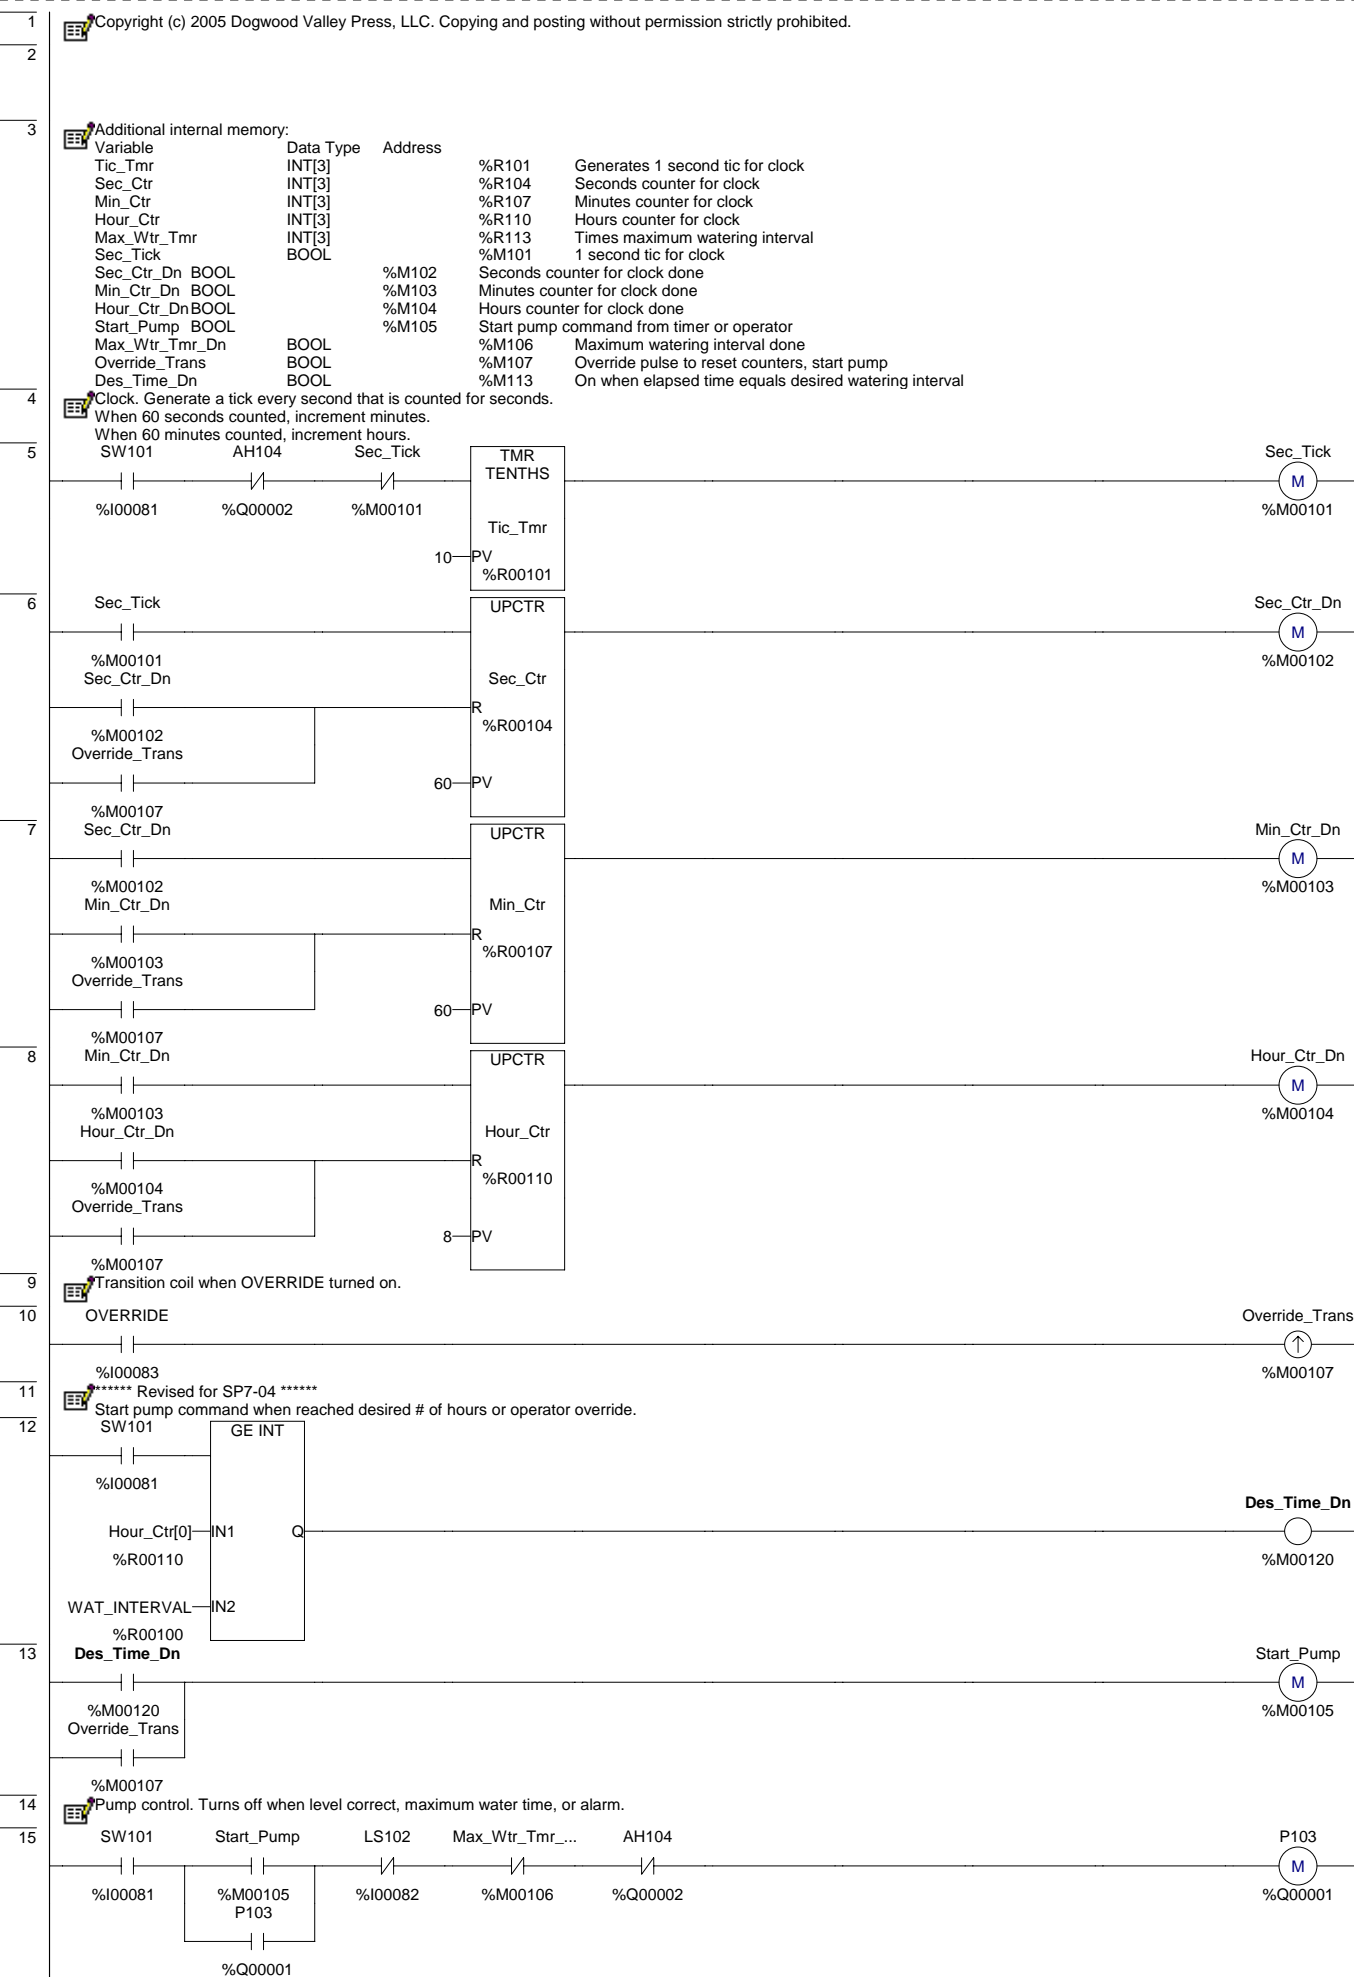 1 Copyright (c) 2005 Dogwood Valley Press, LLC. Copying and posting without permission strictly prohibited.
2
3 Additional internal memory:
Variable Data Type Address
Tic_Tmr INT[3] %R101 Generates 1 second tic for clock
Sec_Ctr INT[3] %R104 Seconds counter for clock
Min_Ctr INT[3] %R107 Minutes counter for clock
Hour_Ctr INT[3] %R110 Hours counter for clock
Max_Wtr_Tmr INT[3] %R113 Times maximum watering interval
Sec_Tick BOOL %M101 1 second tic for clock
Sec_Ctr_Dn BOOL %M102 Seconds counter for clock done
Min_Ctr_Dn BOOL %M103 Minutes counter for clock done
Hour_Ctr_Dn BOOL %M104 Hours counter for clock done
Start_Pump BOOL %M105 Start pump command from timer or operator
Max_Wtr_Tmr_Dn BOOL %M106 Maximum watering interval done
Override_Trans BOOL %M107 Override pulse to reset counters, start pump
Des_Time_Dn BOOL %M113 On when elapsed time equals desired watering interval
4 Clock. Generate a tick every second that is counted for seconds.
When 60 seconds counted, increment minutes.
When 60 minutes counted, increment hours.
5 SW101 AH104 Sec_Tick TMR Sec_Tick
TENTHS
M
%I00081 %Q00002 %M00101 %M00101
Tic_Tmr
10 PV
%R00101
6 Sec_Tick UPCTR Sec_Ctr_Dn
M
%M00101 %M00102
Sec_Ctr_Dn Sec_Ctr
R
%R00104
%M00102
Override_Trans
60 PV
%M00107
7 Sec_Ctr_Dn UPCTR Min_Ctr_Dn
M
%M00102 %M00103
Min_Ctr_Dn Min_Ctr
R
%R00107
%M00103
Override_Trans
60 PV
%M00107
8 Min_Ctr_Dn UPCTR Hour_Ctr_Dn
M
%M00103 %M00104
Hour_Ctr_Dn Hour_Ctr
R
%R00110
%M00104
Override_Trans
8 PV
%M00107
9 Transition coil when OVERRIDE turned on.
10 OVERRIDE Override_Trans
%I00083 %M00107
11 ****** Revised for SP7-04 ******
Start pump command when reached desired # of hours or operator override.
12 SW101 GE INT
%I00081
Des_Time_Dn
Hour_Ctr[0] IN1 Q
%R00110 %M00120
WAT_INTERVAL IN2
%R00100
13 Des_Time_Dn Start_Pump
M
%M00120 %M00105
Override_Trans
%M00107
14 Pump control. Turns off when level correct, maximum water time, or alarm.
15 SW101 Start_Pump LS102 Max_Wtr_Tmr_... AH104 P103
M
%I00081 %M00105 %I00082 %M00106 %Q00002 %Q00001
P103
%Q00001